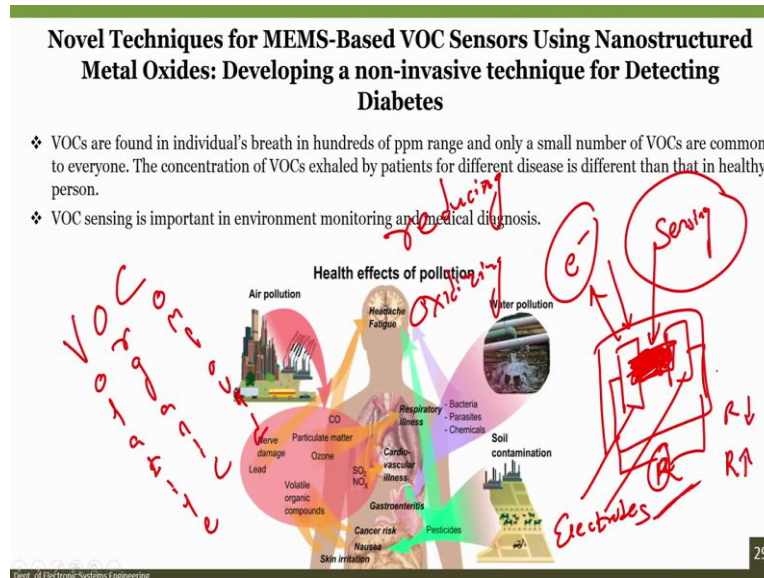 Novel Techniques for MEMS-Based VOC Sensors Using Nanostructured
Metal Oxides: Developing a non-invasive technique for Detecting
Diabetes
❖ VOCs are found in individual's breath in hundreds of ppm range and only a small number of VOCs are common
to everyone. The concentration of VOCs exhaled by patients for different disease is different than that in healthy
person.
❖ VOC sensing is important in environment monitoring and medical diagnosis.
reducing
oxidizing
e⁻
Sensing
R↓
R↑
R
Electrodes
VOC
organic
volatile
Health effects of pollution
Air pollution
Headache
Fatigue
Water pollution
- Bacteria
- Parasites
- Chemicals
CO
Particulate matter
Ozone
Nerve
damage
Lead
Volatile
organic
compounds
SO₂
NOₓ
Respiratory
illness
Cardio-
vascular
illness
Gastroenteritis
Cancer risk
Nausea
Skin irritation
Pesticides
Soil
contamination
29
Dept. of Electronic Systems Engineering